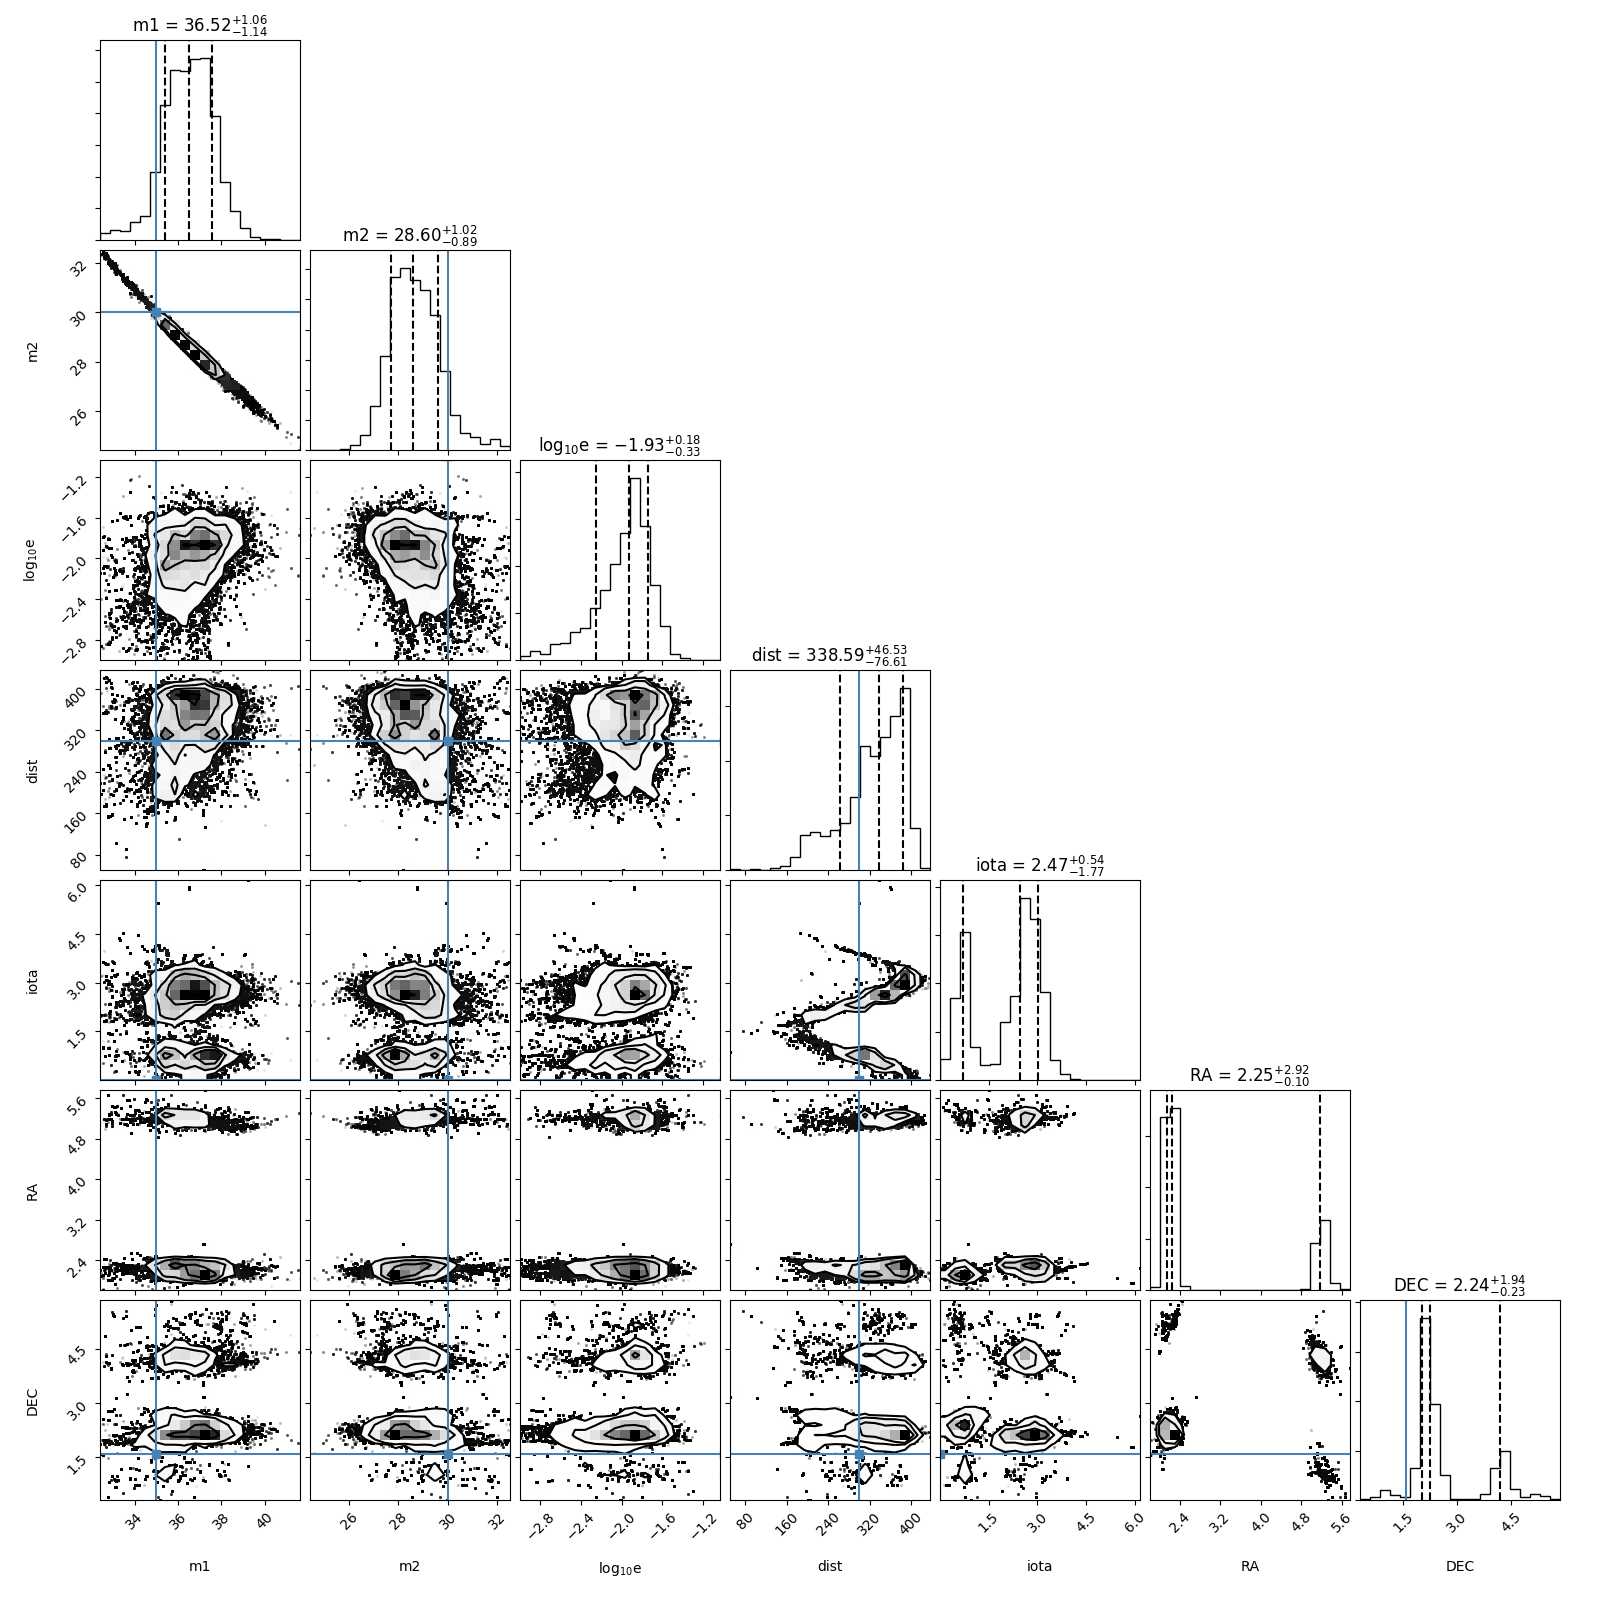 m1 = 36.52+1.06 −1.14
m2 = 28.60+1.02 −0.89
log10e = −1.93+0.18 −0.33
dist = 338.59+46.53 −76.61
iota = 2.47+0.54 −1.77
RA = 2.25+2.92 −0.10
DEC = 2.24+1.94 −0.23
32
30
28
26
m2
−1.2
−1.6
−2.0
−2.4
−2.8
log10e
400
320
240
160
80
dist
6.0
4.5
3.0
1.5
iota
5.6
4.8
4.0
3.2
2.4
RA
4.5
3.0
1.5
DEC
34 36 38 40
26 28 30 32
−2.8 −2.4 −2.0 −1.6 −1.2
80 160 240 320 400
1.5 3.0 4.5 6.0
2.4 3.2 4.0 4.8 5.6
1.5 3.0 4.5
m1 m2 log10e dist iota RA DEC